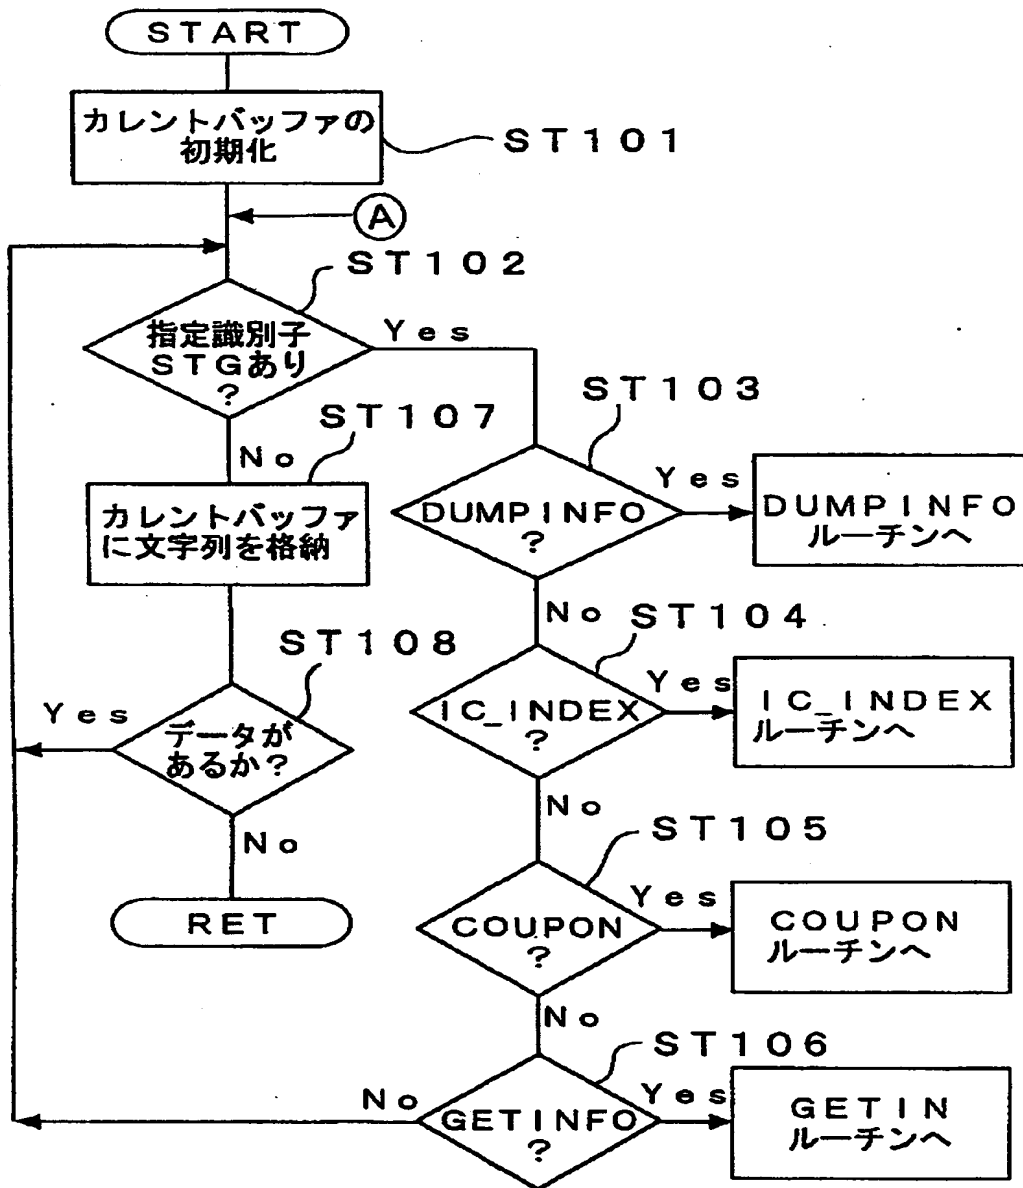 START
カレントバッファの
初期化
ST101
A
ST102
指定識別子
STGあり
?
Yes
ST103
ST107
No
カレントバッファ
に文字列を格納
DUMPINFO
?
Yes
DUMPINFO
ルーチンへ
No
ST104
ST108
Yes
データが
あるか?
IC_INDEX
?
Yes
IC_INDEX
ルーチンへ
No
No
ST105
RET
COUPON
?
Yes
COUPON
ルーチンへ
No
ST106
No
GETINFO
?
Yes
GETIN
ルーチンへ